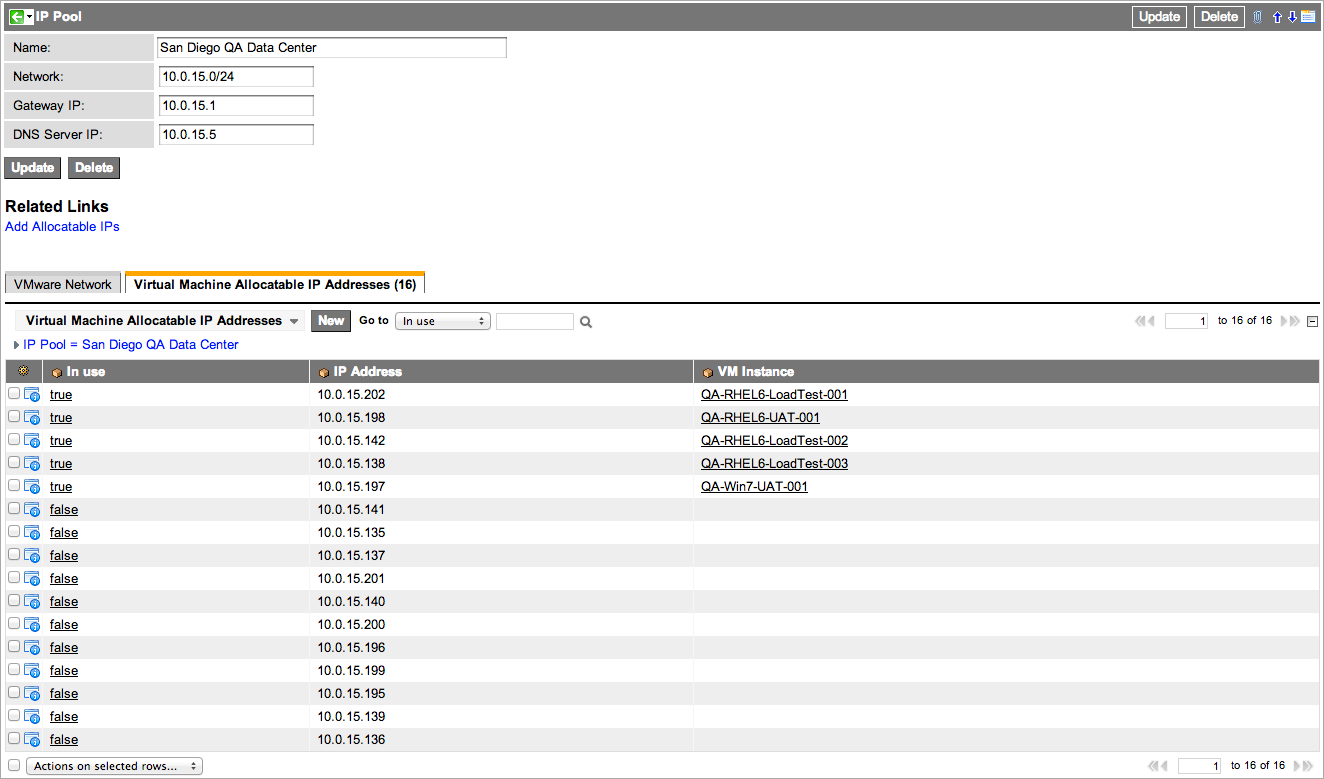 IP Pool Update Delete
Name: San Diego QA Data Center
Network: 10.0.15.0/24
Gateway IP: 10.0.15.1
DNS Server IP: 10.0.15.5
Update Delete
Related Links
Add Allocatable IPs
VMware Network Virtual Machine Allocatable IP Addresses (16)
Virtual Machine Allocatable IP Addresses New Go to In use 1 to 16 of 16
IP Pool = San Diego QA Data Center
In use IP Address VM Instance
true 10.0.15.202 QA-RHEL6-LoadTest-001
true 10.0.15.198 QA-RHEL6-UAT-001
true 10.0.15.142 QA-RHEL6-LoadTest-002
true 10.0.15.138 QA-RHEL6-LoadTest-003
true 10.0.15.197 QA-Win7-UAT-001
false 10.0.15.141
false 10.0.15.135
false 10.0.15.137
false 10.0.15.201
false 10.0.15.140
false 10.0.15.200
false 10.0.15.196
false 10.0.15.199
false 10.0.15.195
false 10.0.15.139
false 10.0.15.136
Actions on selected rows... 1 to 16 of 16